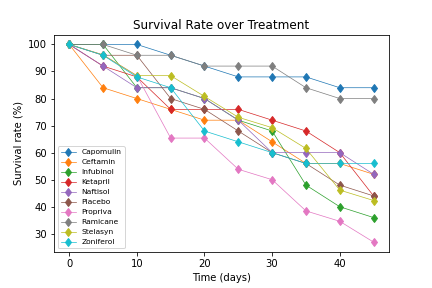 Survival Rate over Treatment
100
90
80
70
60
50
40
30
Survival rate (%)
Capomulin
Ceftamin
Infubinol
Ketapril
Naftisol
Placebo
Propriva
Ramicane
Stelasyn
Zoniferol
0
10
20
30
40
Time (days)